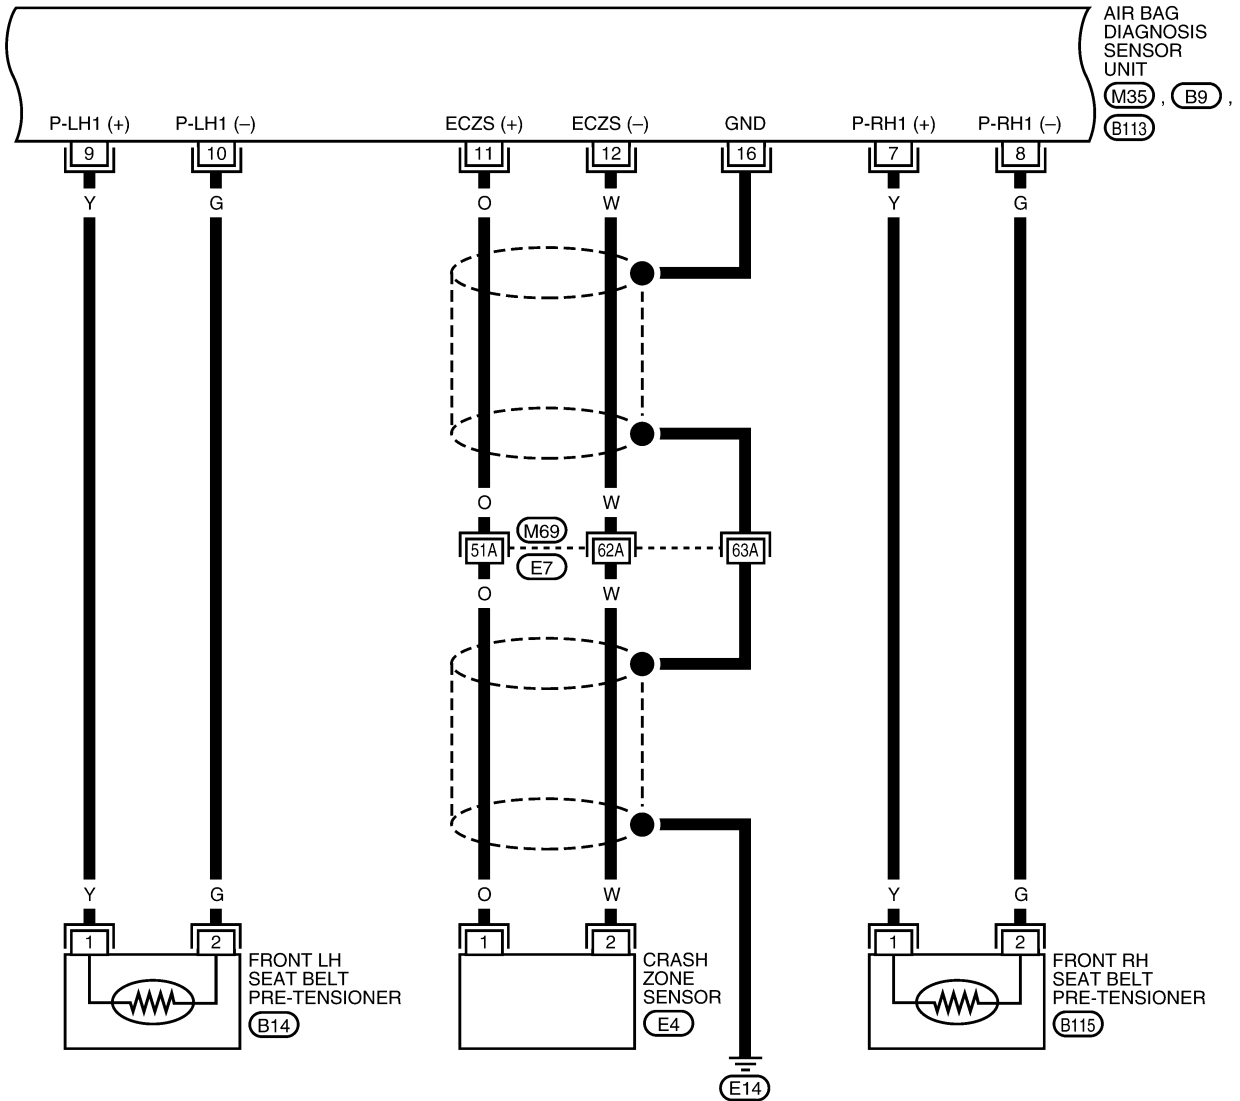 AIR BAG
DIAGNOSIS
SENSOR
UNIT
M35 , B9 ,
B113
P-LH1 (+) P-LH1 (–) ECZS (+) ECZS (–) GND P-RH1 (+) P-RH1 (–)
9 10 11 12 16 7 8
Y G O W Y G
O W
M69
51A 62A 63A
E7
O W
Y G O W Y G
1 2 1 2 1 2
FRONT LH
SEAT BELT
PRE-TENSIONER
B14
CRASH
ZONE
SENSOR
E4
FRONT RH
SEAT BELT
PRE-TENSIONER
B115
E14